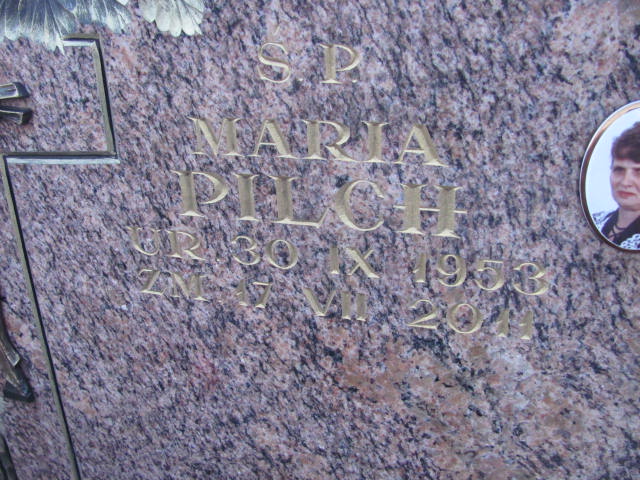 Ś.P.
MARIA
PILCH
UR. 30 IX 1953
ZM. 17 VII 2011